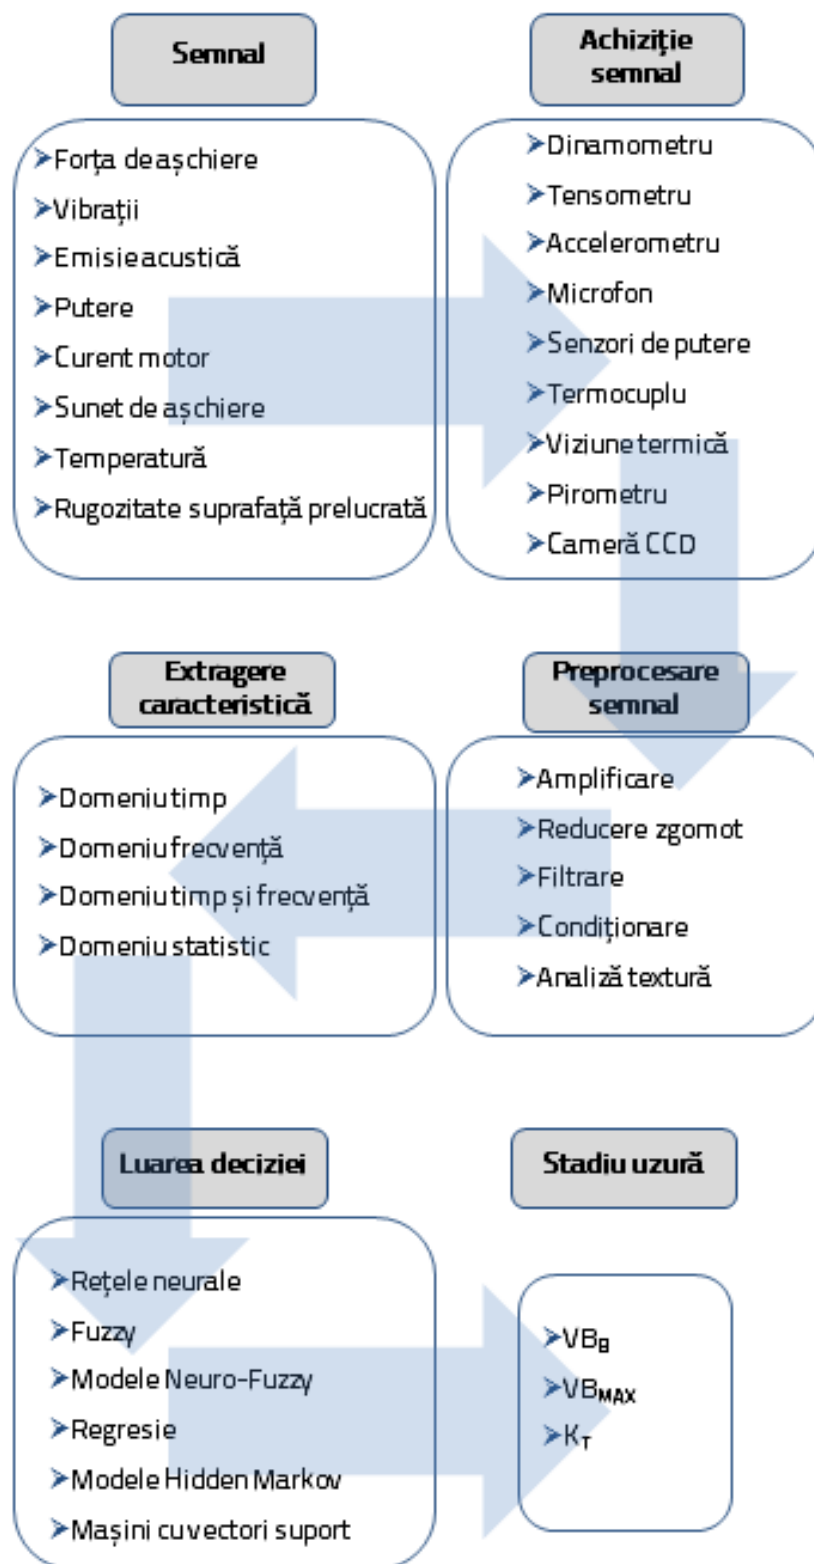 Semnal
➤Forța de așchiere
➤Vibrații
➤Emisie acustică
➤Putere
➤Curent motor
➤Sunet de așchiere
➤Temperatură
➤Rugozitate suprafață prelucrată
Achiziție
semnal
➤Dinamometru
➤Tensometru
➤Accelerometru
➤Microfon
➤Senzori de putere
➤Termocuplu
➤Viziune termică
➤Pirometru
➤Cameră CCD
Preprocesare
semnal
➤Amplificare
➤Reducere zgomot
➤Filtrare
➤Condiționare
➤Analiză textură
Extragere
caracteristică
➤Domeniu timp
➤Domeniu frecvență
➤Domeniu timp și frecvență
➤Domeniu statistic
Luarea deciziei
➤Rețele neurale
➤Fuzzy
➤Modele Neuro-Fuzzy
➤Regresie
➤Modele Hidden Markov
➤Mașini cu vectori suport
Stadiu uzură
➤VB_B
➤VB_MAX
➤K_T